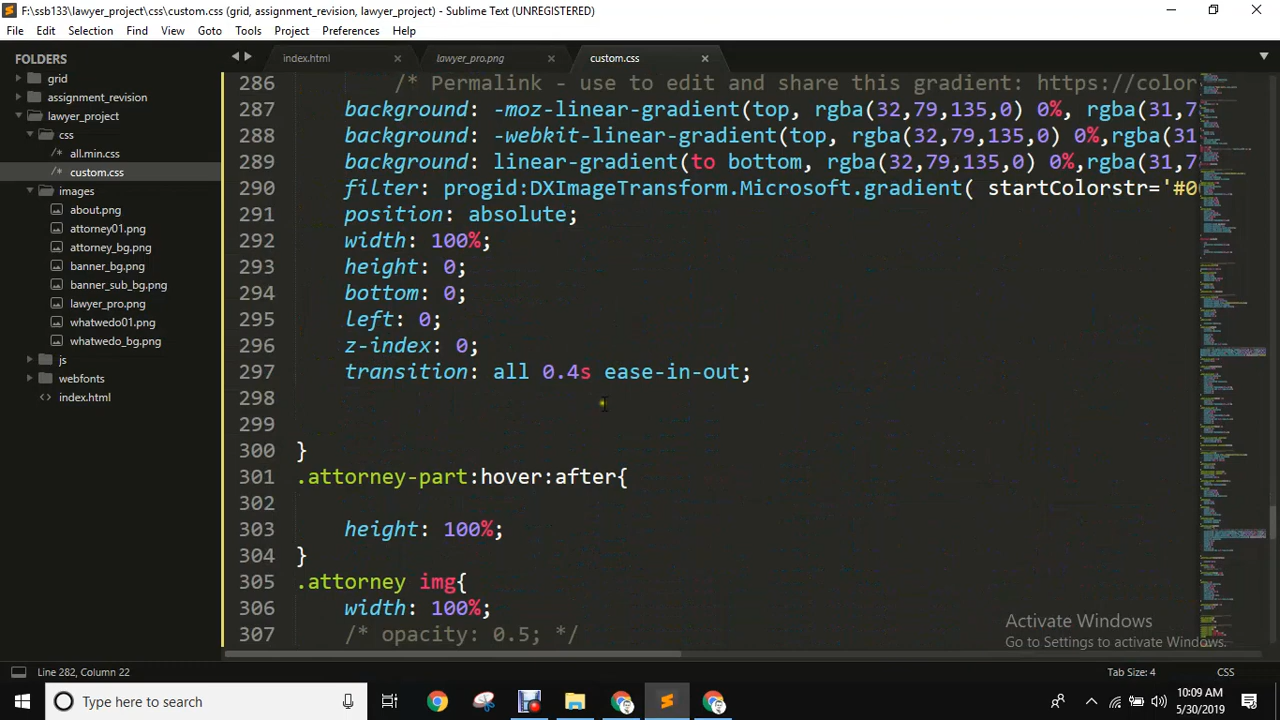 F:\ssb133\lawyer_project\css\custom.css (grid, assignment_revision, lawyer_project) - Sublime Text (UNREGISTERED)
File Edit Selection Find View Goto Tools Project Preferences Help
FOLDERS
grid
assignment_revision
lawyer_project
css
/* all.min.css
/* custom.css
images
about.png
attorney01.png
attorney_bg.png
banner_bg.png
banner_sub_bg.png
lawyer_pro.png
whatwedo01.png
whatwedo_bg.png
js
webfonts
<> index.html
index.html × lawyer_pro.png × custom.css ×
286 /* Permalink - use to edit and share this gradient: https://color
287 background: -moz-linear-gradient(top, rgba(32,79,135,0) 0%, rgba(31,7
288 background: -webkit-linear-gradient(top, rgba(32,79,135,0) 0%,rgba(31
289 background: linear-gradient(to bottom, rgba(32,79,135,0) 0%,rgba(31,7
290 filter: progid:DXImageTransform.Microsoft.gradient( startColorstr='#0
291 position: absolute;
292 width: 100%;
293 height: 0;
294 bottom: 0;
295 left: 0;
296 z-index: 0;
297 transition: all 0.4s ease-in-out;
298
299
300 }
301 .attorney-part:hover:after{
302
303 height: 100%;
304 }
305 .attorney img{
306 width: 100%;
307 /* opacity: 0.5; */
Activate Windows
Go to Settings to activate Windows.
Line 282, Column 22 Tab Size: 4 CSS
Type here to search
10:09 AM
5/30/2019